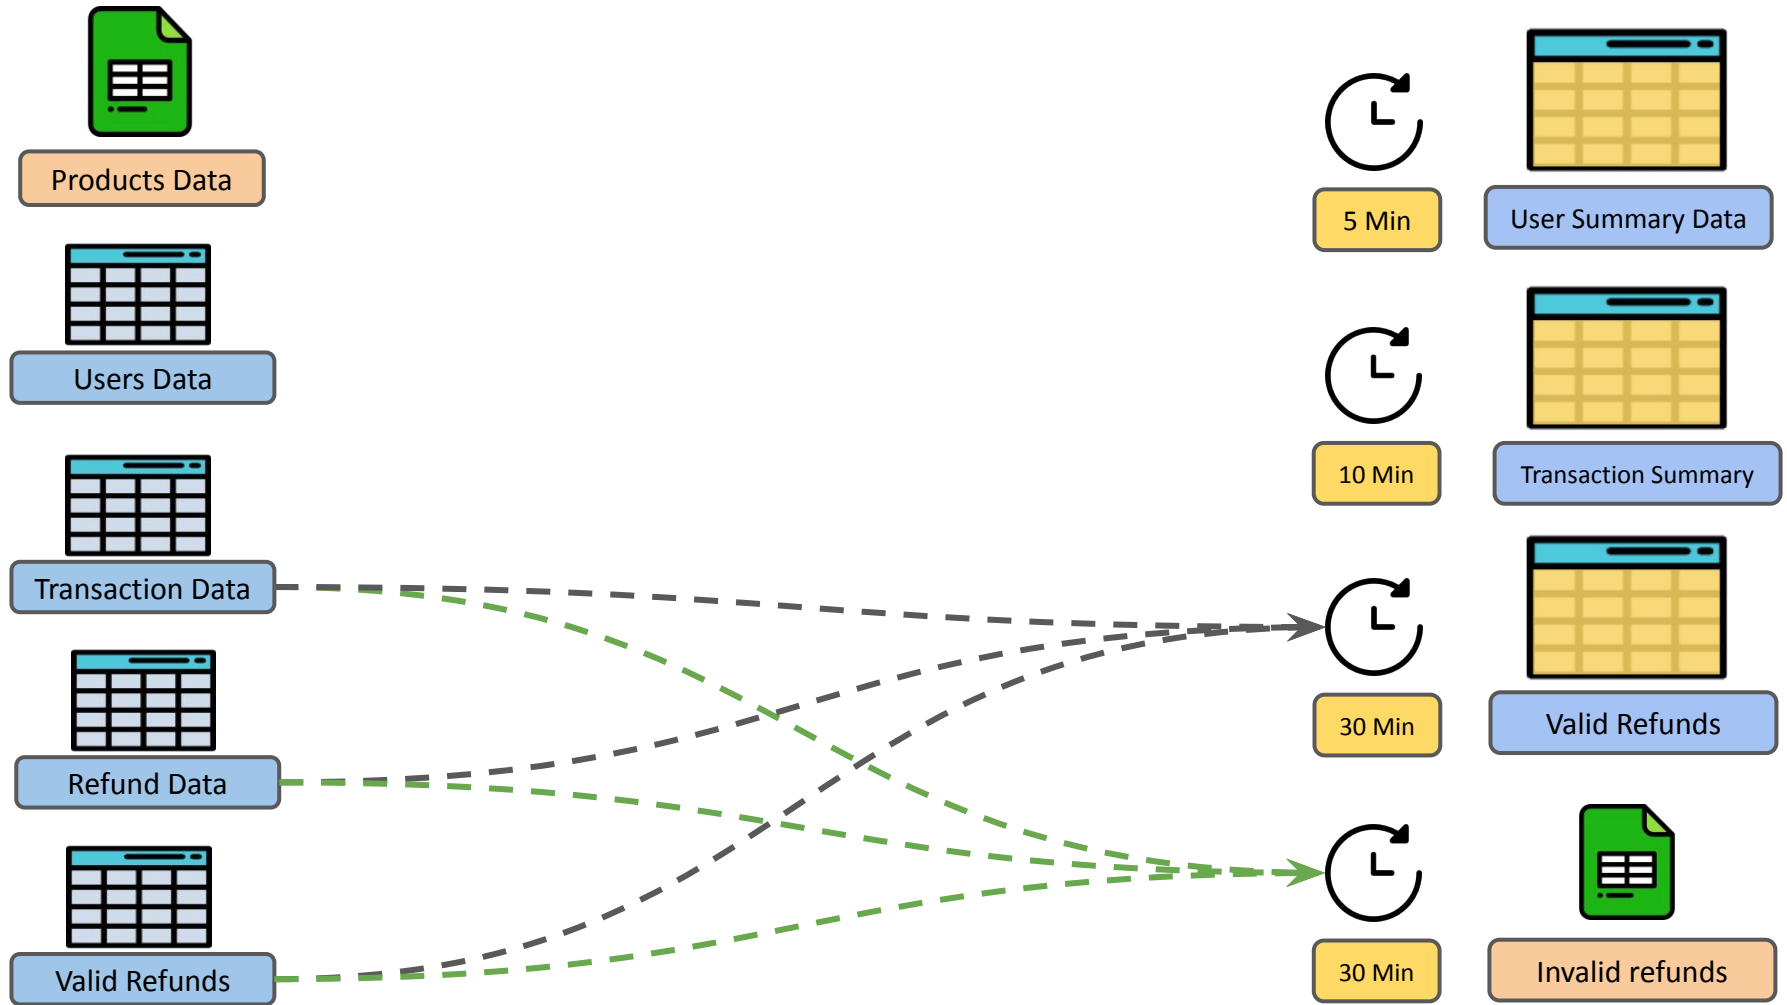 Products Data
Users Data
Transaction Data
Refund Data
Valid Refunds
5 Min
User Summary Data
10 Min
Transaction Summary
30 Min
Valid Refunds
30 Min
Invalid refunds